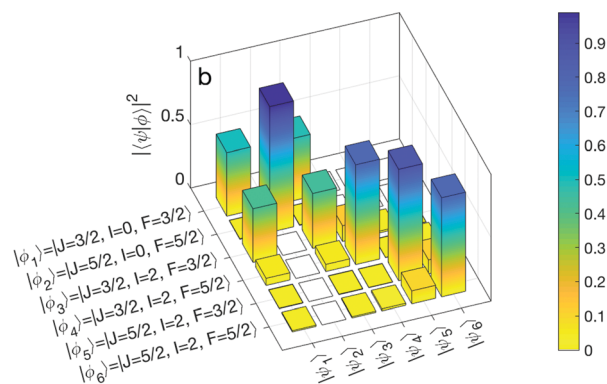 b
1
0.5
0
|⟨ψ|ϕ⟩|²
|ϕ₁⟩=|J=3/2, I=0, F=3/2⟩
|ϕ₂⟩=|J=5/2, I=0, F=5/2⟩
|ϕ₃⟩=|J=3/2, I=2, F=3/2⟩
|ϕ₄⟩=|J=3/2, I=2, F=5/2⟩
|ϕ₅⟩=|J=5/2, I=2, F=3/2⟩
|ϕ₆⟩=|J=5/2, I=2, F=5/2⟩
|ψ₁⟩
|ψ₂⟩
|ψ₃⟩
|ψ₄⟩
|ψ₅⟩
|ψ₆⟩
0.9
0.8
0.7
0.6
0.5
0.4
0.3
0.2
0.1
0